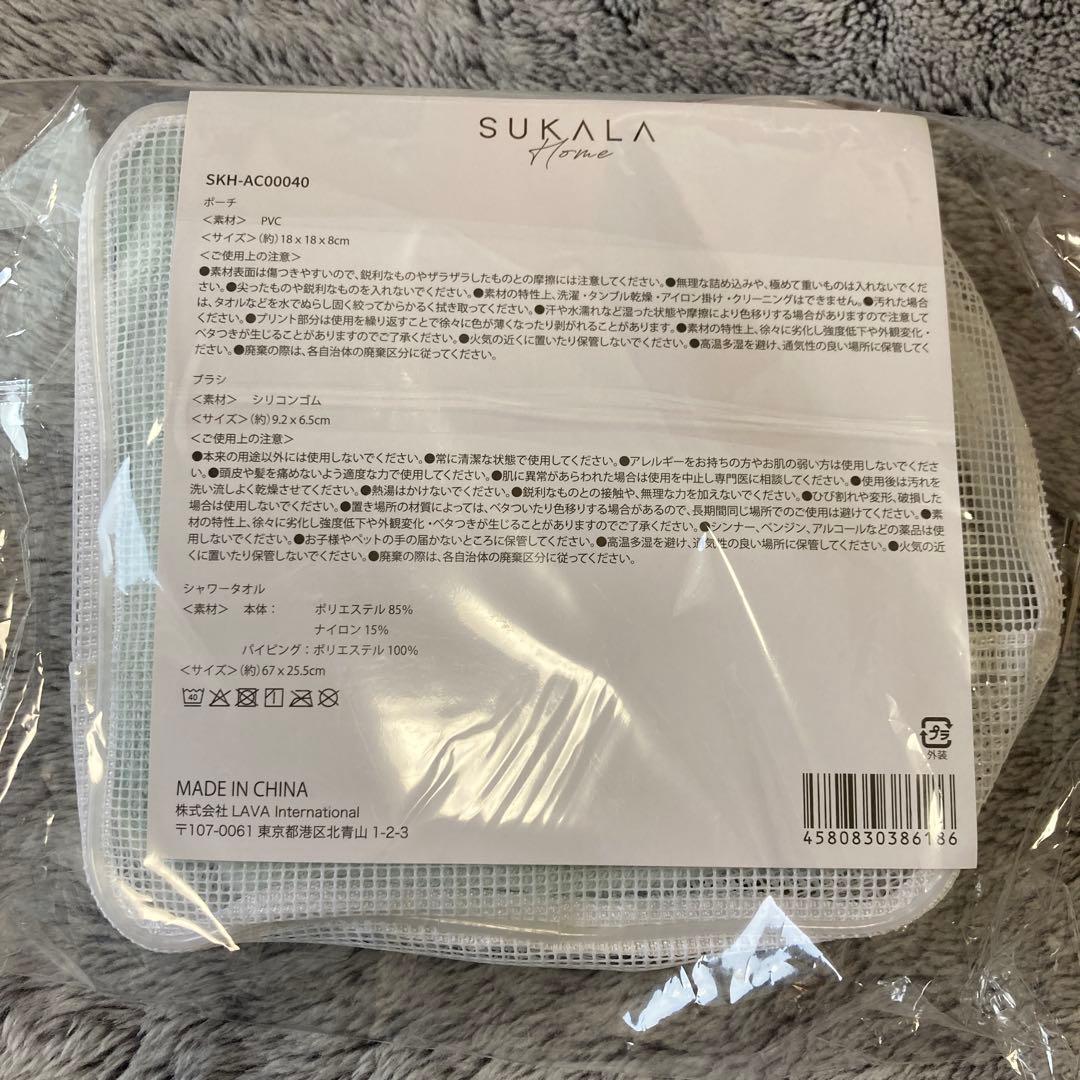 SUKALA
Home
SKH-AC00040
ポーチ
＜素材＞ PVC
＜サイズ＞(約)18 x 18 x 8cm
＜ご使用上の注意＞
●素材表面は傷つきやすいので、鋭利なものやザラザラしたものとの摩擦には注意してください。●無理な詰め込みや、極めて重いものは入れないでくだ
さい。●尖ったものや鋭利なものを入れないでください。●素材の特性上、洗濯・タンブル乾燥・アイロン掛け・クリーニングはできません。●汚れた場合
は、タオルなどを水でぬらし固く絞ってからかるく拭き取ってください。●汗や水濡れなど湿った状態や摩擦により色移りする場合がありますので注意して
ください。●プリント部分は使用を繰り返すことで徐々に色が薄くなったり剥がれることがあります。●素材の特性上、徐々に劣化し強度低下や外観変化・
ベタつきが生じることがありますのでご了承ください。●火気の近くに置いたり保管しないでください。●高温多湿を避け、通気性の良い場所に保管してく
ださい。●廃棄の際は、各自治体の廃棄区分に従ってください。
ブラシ
＜素材＞ シリコンゴム
＜サイズ＞(約)9.2 x 6.5cm
＜ご使用上の注意＞
●本来の用途以外には使用しないでください。●常に清潔な状態で使用してください。●アレルギーをお持ちの方やお肌の弱い方は使用しないでくださ
い。●頭皮や髪を痛めないよう適度な力で使用してください。●肌に異常があらわれた場合は使用を中止し専門医に相談してください。●使用後は汚れを
洗い流しよく乾燥させてください。●熱湯はかけないでください。●鋭利なものとの接触や、無理な力を加えないでください。●ひび割れや変形、破損した
場合は使用しないでください。●置き場所の材質によっては、ベタついたり色移りする場合があるので、長期間同じ場所でのご使用は避けてください。●素
材の特性上、徐々に劣化し強度低下や外観変化・ベタつきが生じることがありますのでご了承ください。●シンナー、ベンジン、アルコールなどの薬品は使
用しないでください。●お子様やペットの手の届かないところに保管してください。●高温多湿を避け、通気性の良い場所に保管してください。●火気の近
くに置いたり保管しないでください。●廃棄の際は、各自治体の廃棄区分に従ってください。
シャワータオル
＜素材＞ 本体： ポリエステル 85%
ナイロン 15%
パイピング：ポリエステル 100%
＜サイズ＞(約)67 x 25.5cm
40
プラ
外装
MADE IN CHINA
株式会社 LAVA International
〒107-0061 東京都港区北青山 1-2-3
4580830386186